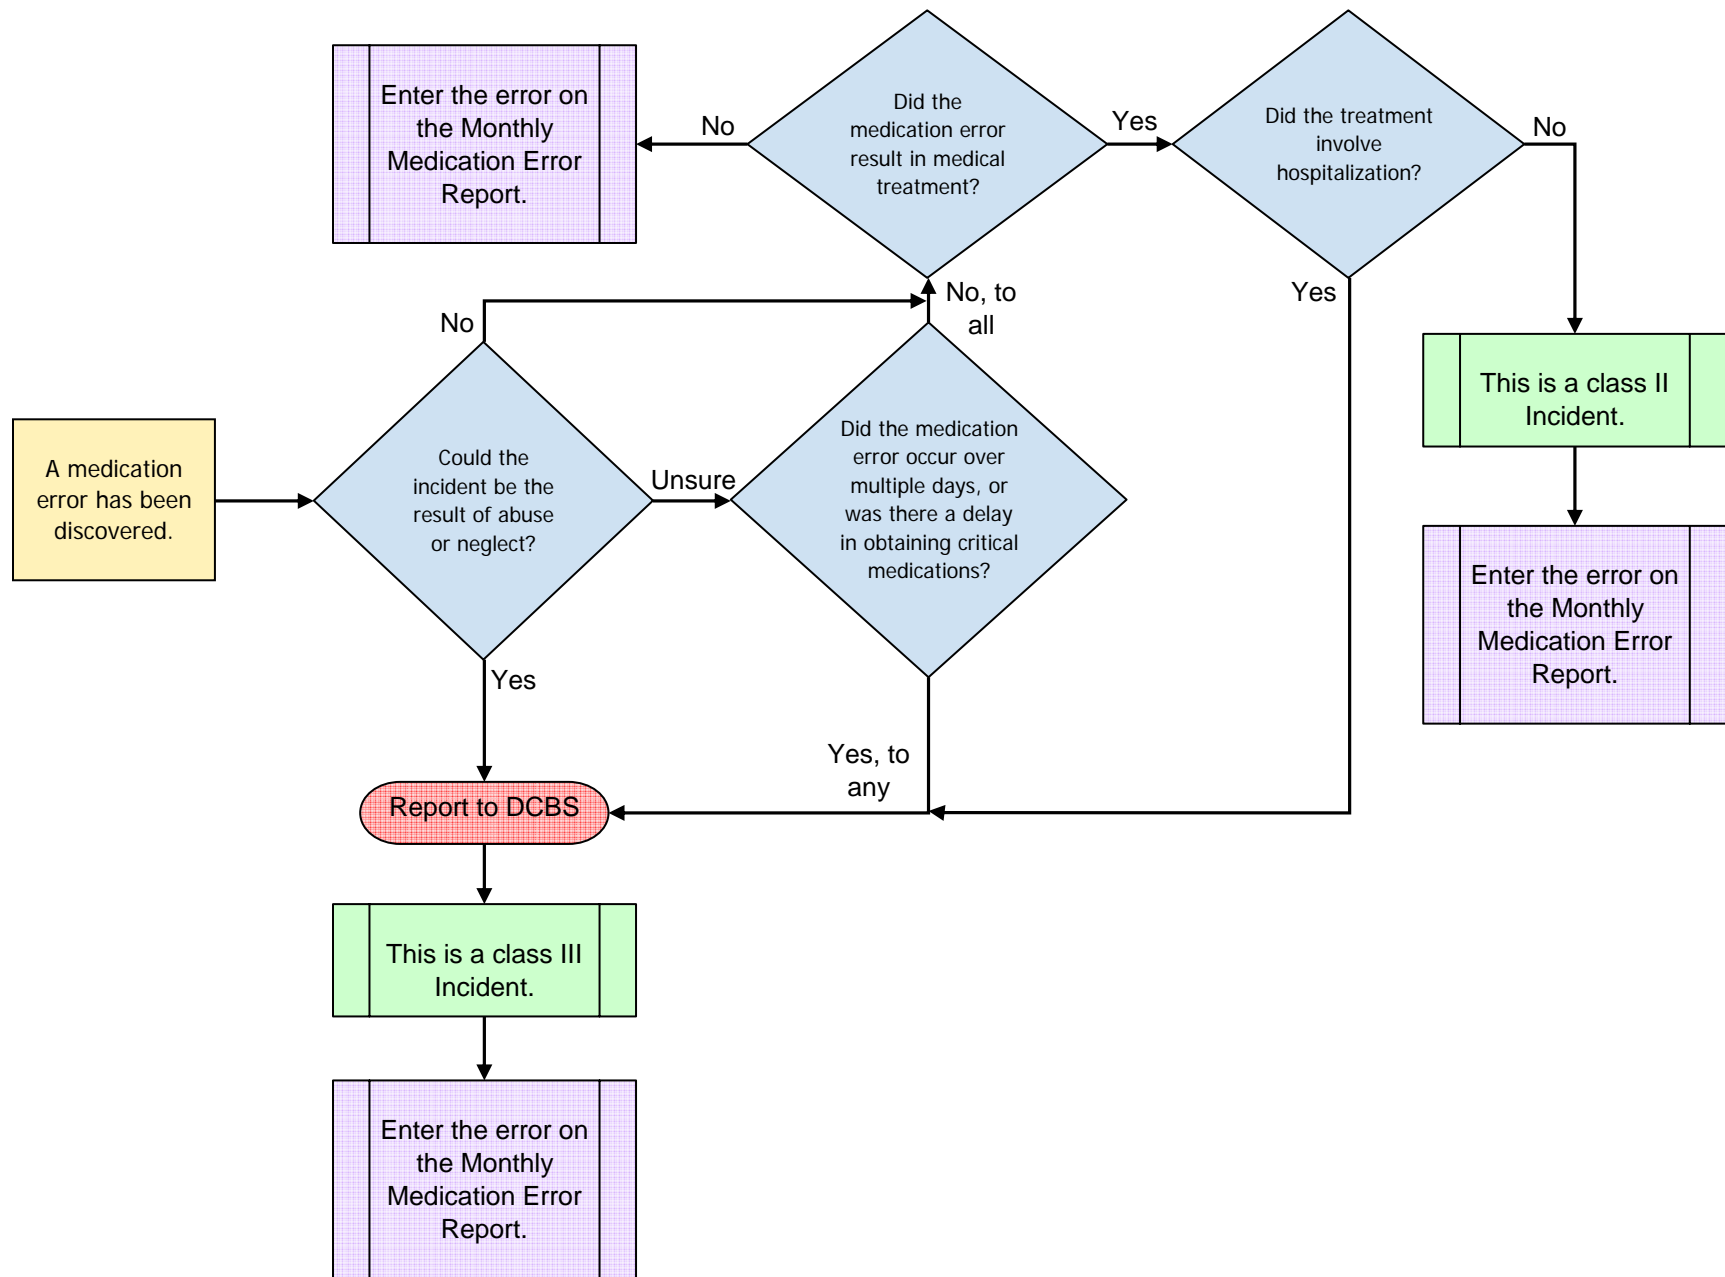 Enter the error on
the Monthly
Medication Error
Report.
No
Did the
medication error
result in medical
treatment?
Yes
Did the treatment
involve
hospitalization?
No
Yes
No, to
all
No
This is a class II
Incident.
A medication
error has been
discovered.
Could the
incident be the
result of abuse
or neglect?
Unsure
Did the medication
error occur over
multiple days, or
was there a delay
in obtaining critical
medications?
Enter the error on
the Monthly
Medication Error
Report.
Yes
Yes, to
any
Report to DCBS
This is a class III
Incident.
Enter the error on
the Monthly
Medication Error
Report.